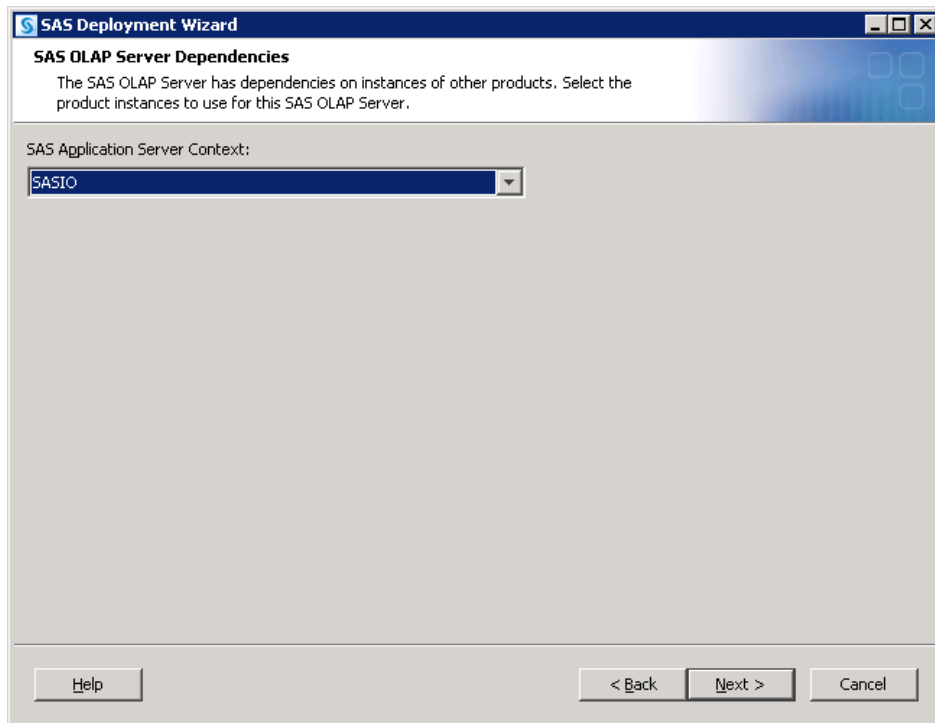 SAS Deployment Wizard
SAS OLAP Server Dependencies
The SAS OLAP Server has dependencies on instances of other products. Select the
product instances to use for this SAS OLAP Server.
SAS Application Server Context:
SASIO
Help
< Back
Next >
Cancel